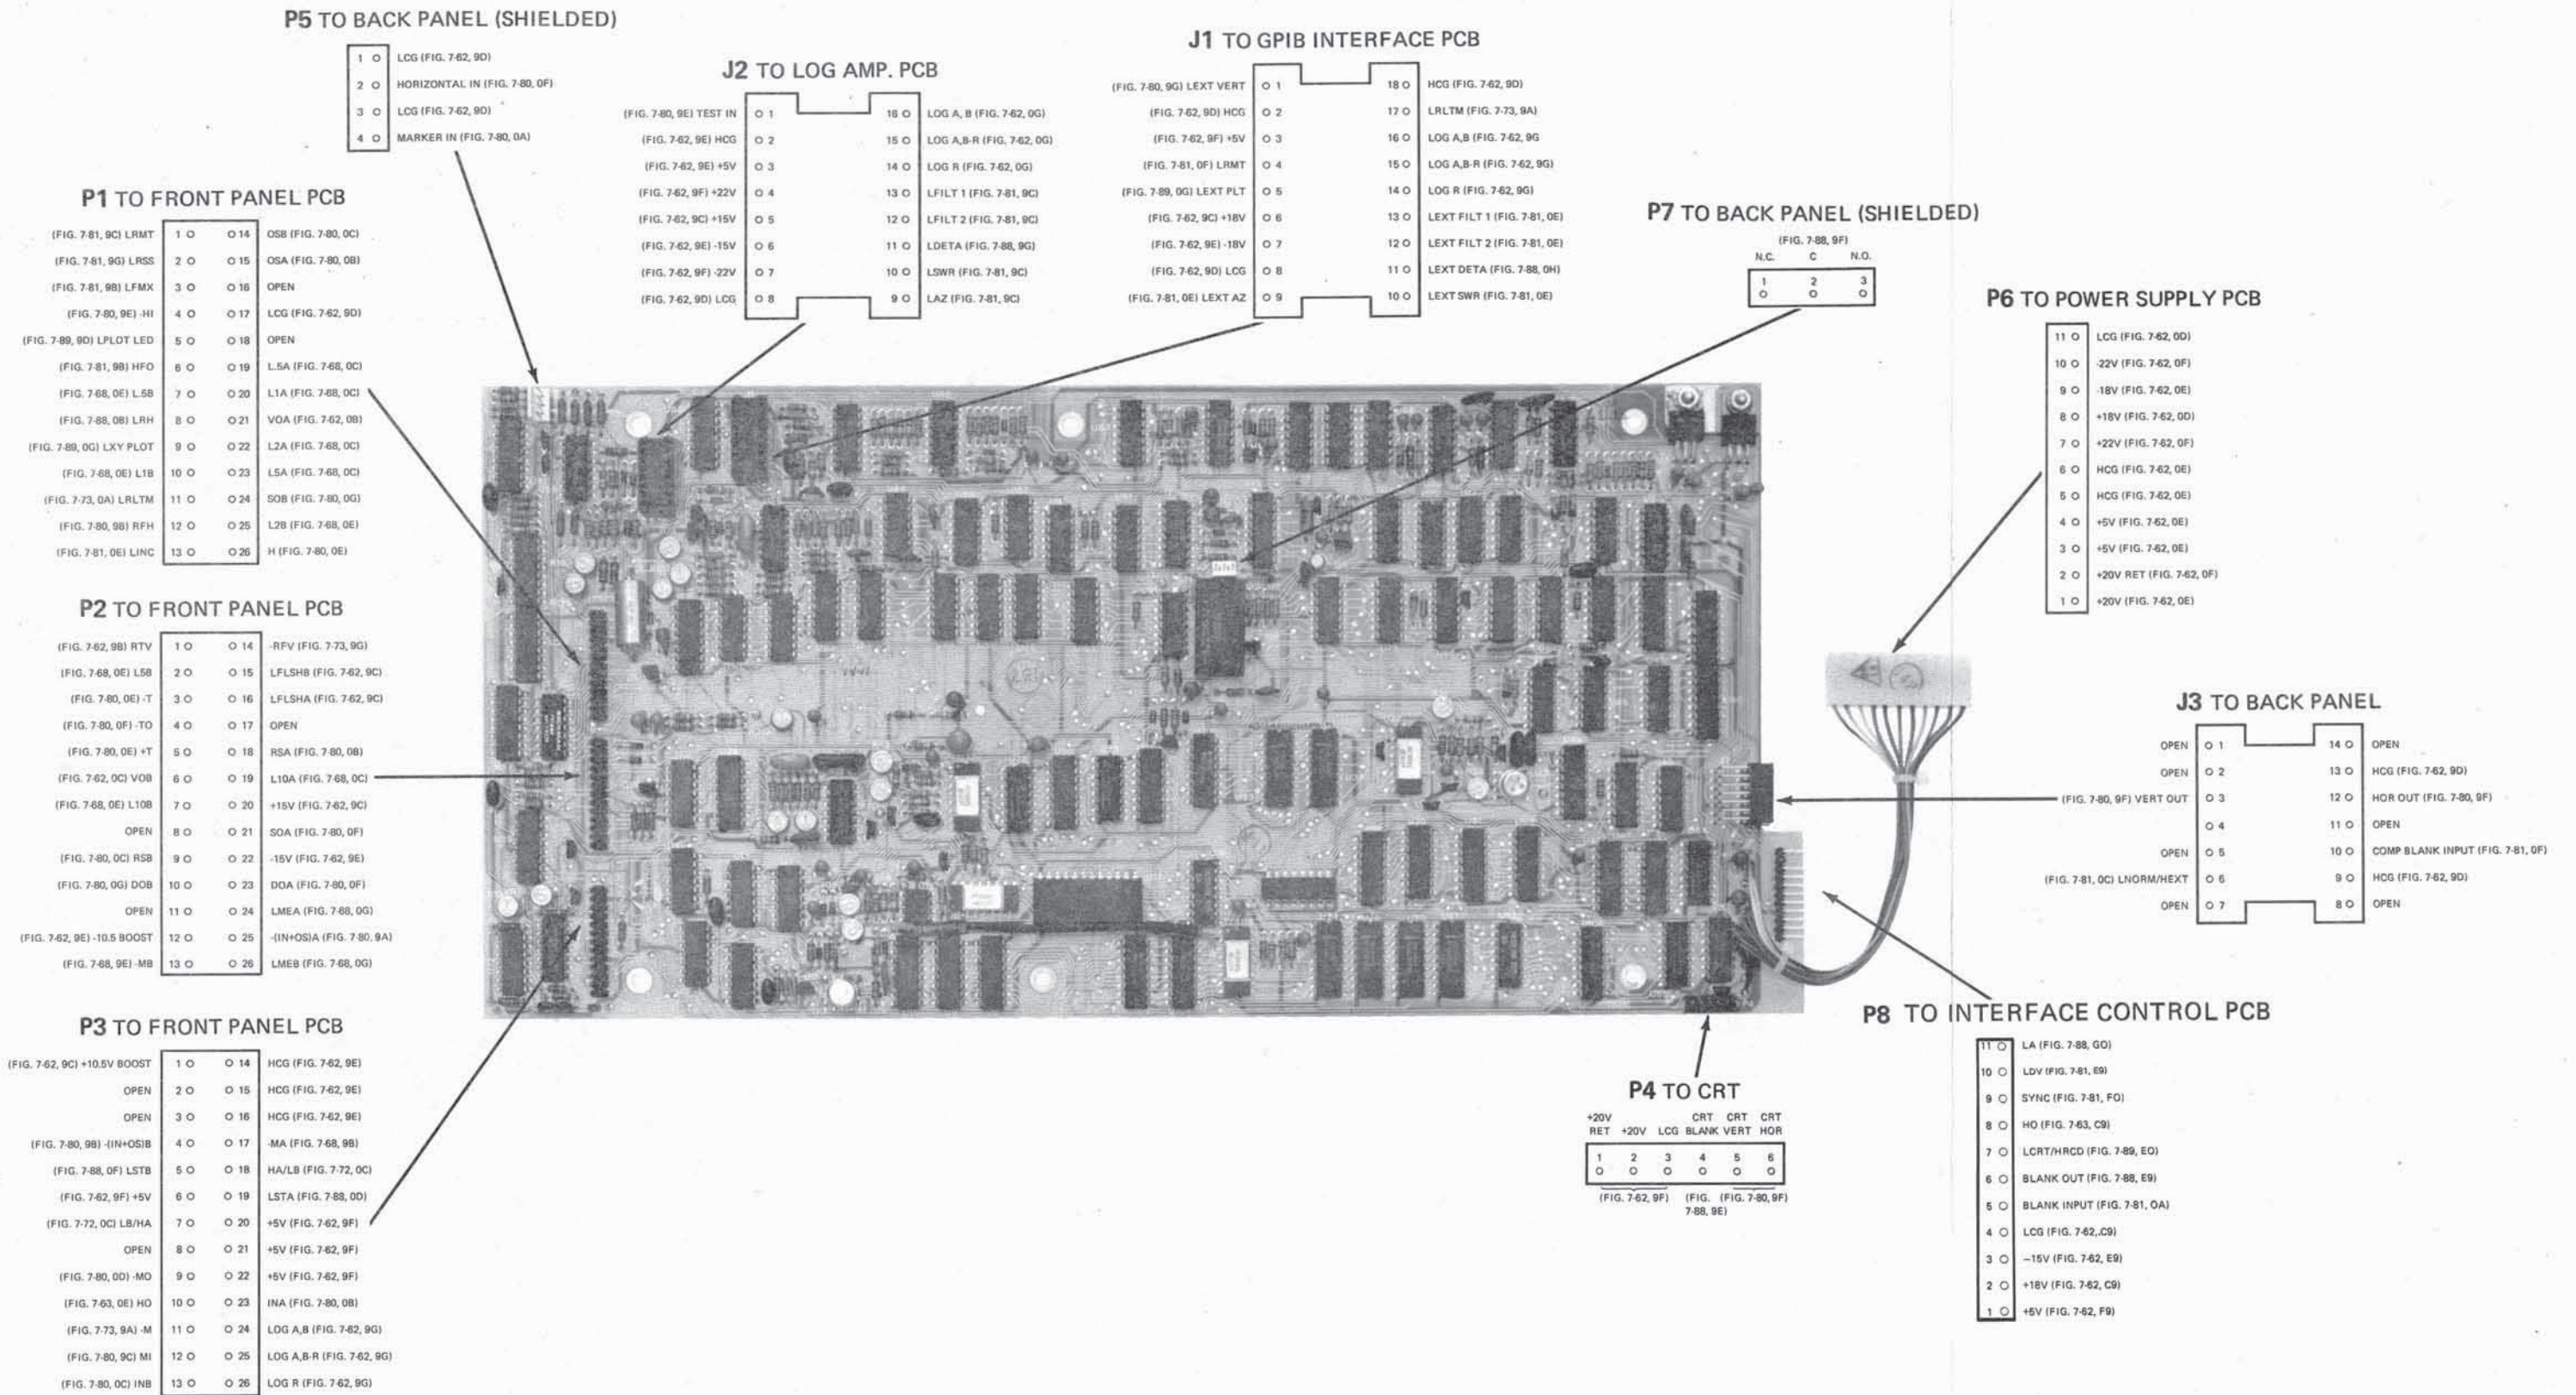 P5 TO BACK PANEL (SHIELDED)
1 LCG (FIG. 7-62, 9D)
2 HORIZONTAL IN (FIG. 7-80, 0F)
3 LCG (FIG. 7-62, 9D)
4 MARKER IN (FIG. 7-80, 0A)
J2 TO LOG AMP. PCB
(FIG. 7-80, 9E) TEST IN 1 16 LOG A, B (FIG. 7-62, 0G)
(FIG. 7-62, 9E) HCG 2 15 LOG A,B-R (FIG. 7-62, 0G)
(FIG. 7-62, 9E) +5V 3 14 LOG R (FIG. 7-62, 0G)
(FIG. 7-62, 9F) +22V 4 13 LFILT 1 (FIG. 7-81, 9C)
(FIG. 7-62, 9C) +15V 5 12 LFILT 2 (FIG. 7-81, 9C)
(FIG. 7-62, 9E) -15V 6 11 LDETA (FIG. 7-88, 9G)
(FIG. 7-62, 9F) -22V 7 10 LSWR (FIG. 7-81, 9C)
(FIG. 7-62, 9D) LCG 8 9 LAZ (FIG. 7-81, 9C)
J1 TO GPIB INTERFACE PCB
(FIG. 7-80, 9G) LEXT VERT 1 18 HCG (FIG. 7-62, 9D)
(FIG. 7-62, 9D) HCG 2 17 LRLTM (FIG. 7-73, 9A)
(FIG. 7-62, 9F) +5V 3 16 LOG A,B (FIG. 7-62, 9G
(FIG. 7-81, 0F) LRMT 4 15 LOG A,B-R (FIG. 7-62, 9G)
(FIG. 7-89, 0G) LEXT PLT 5 14 LOG R (FIG. 7-62, 9G)
(FIG. 7-62, 9C) +18V 6 13 LEXT FILT 1 (FIG. 7-81, 0E)
(FIG. 7-62, 9E) -18V 7 12 LEXT FILT 2 (FIG. 7-81, 0E)
(FIG. 7-62, 9D) LCG 8 11 LEXT DETA (FIG. 7-88, 0H)
(FIG. 7-81, 0E) LEXT AZ 9 10 LEXT SWR (FIG. 7-81, 0E)
P7 TO BACK PANEL (SHIELDED)
(FIG. 7-88, 9F)
N.C. C N.O.
1 2 3
P6 TO POWER SUPPLY PCB
11 LCG (FIG. 7-62, 0D)
10 -22V (FIG. 7-62, 0F)
9 -18V (FIG. 7-62, 0E)
8 +18V (FIG. 7-62, 0D)
7 +22V (FIG. 7-62, 0F)
6 HCG (FIG. 7-62, 0E)
5 HCG (FIG. 7-62, 0E)
4 +5V (FIG. 7-62, 0E)
3 +5V (FIG. 7-62, 0E)
2 +20V RET (FIG. 7-62, 0F)
1 +20V (FIG. 7-62, 0E)
P1 TO FRONT PANEL PCB
(FIG. 7-81, 9C) LRMT 1 14 OSB (FIG. 7-80, 0C)
(FIG. 7-81, 9G) LRSS 2 15 OSA (FIG. 7-80, 0B)
(FIG. 7-81, 9B) LFMX 3 16 OPEN
(FIG. 7-80, 9E) -HI 4 17 LCG (FIG. 7-62, 9D)
(FIG. 7-89, 9D) LPLOT LED 5 18 OPEN
(FIG. 7-81, 9B) HFO 6 19 L.5A (FIG. 7-68, 0C)
(FIG. 7-68, 0E) L.5B 7 20 L1A (FIG. 7-68, 0C)
(FIG. 7-88, 0B) LRH 8 21 VOA (FIG. 7-62, 0B)
(FIG. 7-89, 0G) LXY PLOT 9 22 L2A (FIG. 7-68, 0C)
(FIG. 7-68, 0E) L1B 10 23 L5A (FIG. 7-68, 0C)
(FIG. 7-73, 0A) LRLTM 11 24 SOB (FIG. 7-80, 0G)
(FIG. 7-80, 9B) RFH 12 25 L2B (FIG. 7-68, 0E)
(FIG. 7-81, 0E) LINC 13 26 H (FIG. 7-80, 0E)
P2 TO FRONT PANEL PCB
(FIG. 7-62, 9B) RTV 1 14 -RFV (FIG. 7-73, 9G)
(FIG. 7-68, 0E) L5B 2 15 LFLSHB (FIG. 7-62, 9C)
(FIG. 7-80, 0E) -T 3 16 LFLSHA (FIG. 7-62, 9C)
(FIG. 7-80, 0F) -TO 4 17 OPEN
(FIG. 7-80, 0E) +T 5 18 RSA (FIG. 7-80, 0B)
(FIG. 7-62, 0C) VOB 6 19 L10A (FIG. 7-68, 0C)
(FIG. 7-68, 0E) L10B 7 20 +15V (FIG. 7-62, 9C)
OPEN 8 21 SOA (FIG. 7-80, 0F)
(FIG. 7-80, 0C) RSB 9 22 -15V (FIG. 7-62, 9E)
(FIG. 7-80, 0G) DOB 10 23 DOA (FIG. 7-80, 0F)
OPEN 11 24 LMEA (FIG. 7-68, 0G)
(FIG. 7-62, 9E) -10.5 BOOST 12 25 -(IN+OS)A (FIG. 7-80, 9A)
(FIG. 7-68, 9E) -MB 13 26 LMEB (FIG. 7-68, 0G)
J3 TO BACK PANEL
OPEN 1 14 OPEN
OPEN 2 13 HCG (FIG. 7-62, 9D)
(FIG. 7-80, 9F) VERT OUT 3 12 HOR OUT (FIG. 7-80, 9F)
4 11 OPEN
OPEN 5 10 COMP BLANK INPUT (FIG. 7-81, 0F)
(FIG. 7-81, 0C) LNORM/HEXT 6 9 HCG (FIG. 7-62, 9D)
OPEN 7 8 OPEN
P3 TO FRONT PANEL PCB
(FIG. 7-62, 9C) +10.5V BOOST 1 14 HCG (FIG. 7-62, 9E)
OPEN 2 15 HCG (FIG. 7-62, 9E)
OPEN 3 16 HCG (FIG. 7-62, 9E)
(FIG. 7-80, 9B) -(IN+OS)B 4 17 -MA (FIG. 7-68, 9B)
(FIG. 7-88, 0F) LSTB 5 18 HA/LB (FIG. 7-72, 0C)
(FIG. 7-62, 9F) +5V 6 19 LSTA (FIG. 7-88, 0D)
(FIG. 7-72, 0C) LB/HA 7 20 +5V (FIG. 7-62, 9F)
OPEN 8 21 +5V (FIG. 7-62, 9F)
(FIG. 7-80, 0D) -MO 9 22 +5V (FIG. 7-62, 9F)
(FIG. 7-63, 0E) HO 10 23 INA (FIG. 7-80, 0B)
(FIG. 7-73, 9A) -M 11 24 LOG A,B (FIG. 7-62, 9G)
(FIG. 7-80, 9C) MI 12 25 LOG A,B-R (FIG. 7-62, 9G)
(FIG. 7-80, 0C) INB 13 26 LOG R (FIG. 7-62, 9G)
P4 TO CRT
+20V CRT CRT CRT
RET +20V LCG BLANK VERT HOR
1 2 3 4 5 6
(FIG. 7-62, 9F) (FIG. (FIG. 7-80, 9F)
7-88, 9E)
P8 TO INTERFACE CONTROL PCB
11 LA (FIG. 7-88, GO)
10 LDV (FIG. 7-81, E9)
9 SYNC (FIG. 7-81, FO)
8 HO (FIG. 7-63, C9)
7 LCRT/HRCD (FIG. 7-89, EO)
6 BLANK OUT (FIG. 7-88, E9)
5 BLANK INPUT (FIG. 7-81, OA)
4 LCG (FIG. 7-62, C9)
3 –15V (FIG. 7-62, E9)
2 +18V (FIG. 7-62, C9)
1 +5V (FIG. 7-62, F9)